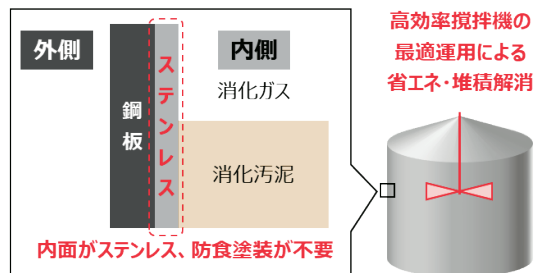 外側
鋼板
ステンレス
内側
消化ガス
消化汚泥
内面がステンレス、防食塗装が不要
高効率撹拌機の
最適運用による
省エネ・堆積解消